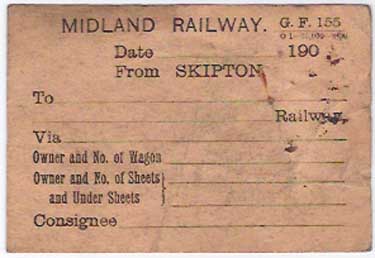 MIDLAND RAILWAY. G. F. 155
Date 190
From SKIPTON
To
Railway,
Via
Owner and No. of Wagon
Owner and No. of Sheets
and Under Sheets
Consignee